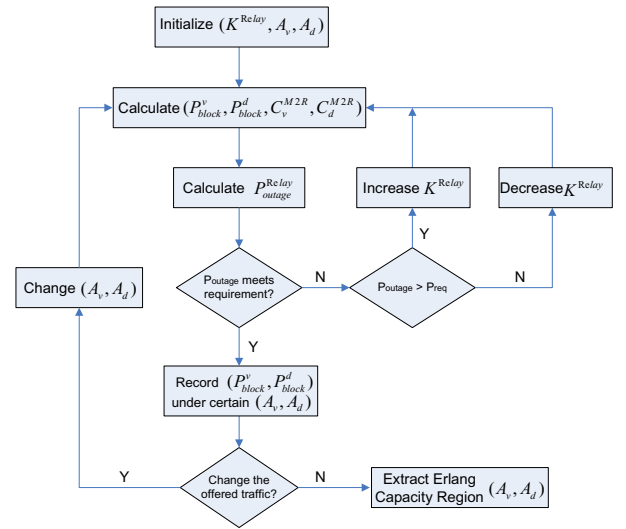 Initialize (K^Relay, A_v, A_d)
Calculate (P^v_block, P^d_block, C^M2R_v, C^M2R_d)
Calculate P^Relay_outage
Increase K^Relay
Decrease K^Relay
Y
Change (A_v, A_d)
Poutage meets
requirement?
N
Poutage > Preq
N
Y
Record (P^v_block, P^d_block)
under certain (A_v, A_d)
Y
Change the
offered traffic?
N
Extract Erlang
Capacity Region (A_v, A_d)